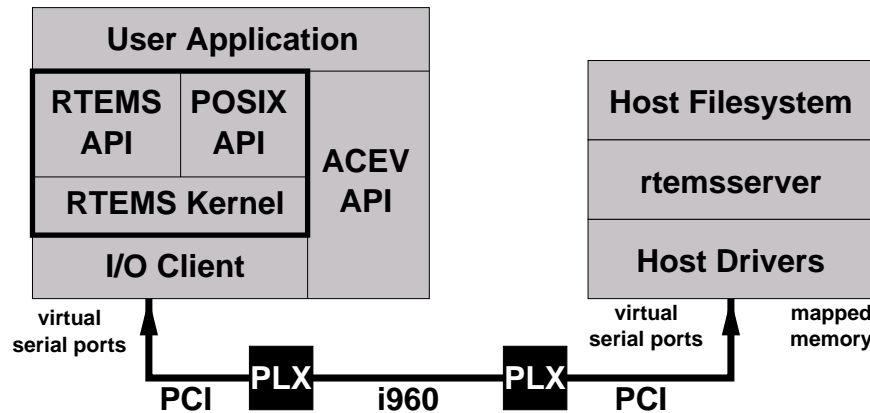 User Application
RTEMS
API
POSIX
API
ACEV
API
RTEMS Kernel
I/O Client
Host Filesystem
rtemsserver
Host Drivers
virtual
serial ports
virtual
serial ports
mapped
memory
PLX
PLX
PCI
i960
PCI